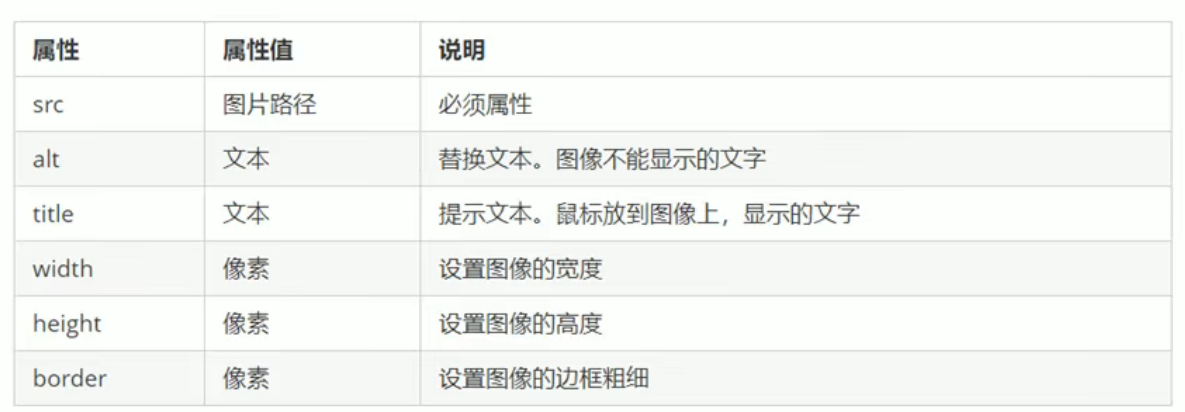 属性 属性值 说明
src 图片路径 必须属性
alt 文本 替换文本。图像不能显示的文字
title 文本 提示文本。鼠标放到图像上，显示的文字
width 像素 设置图像的宽度
height 像素 设置图像的高度
border 像素 设置图像的边框粗细